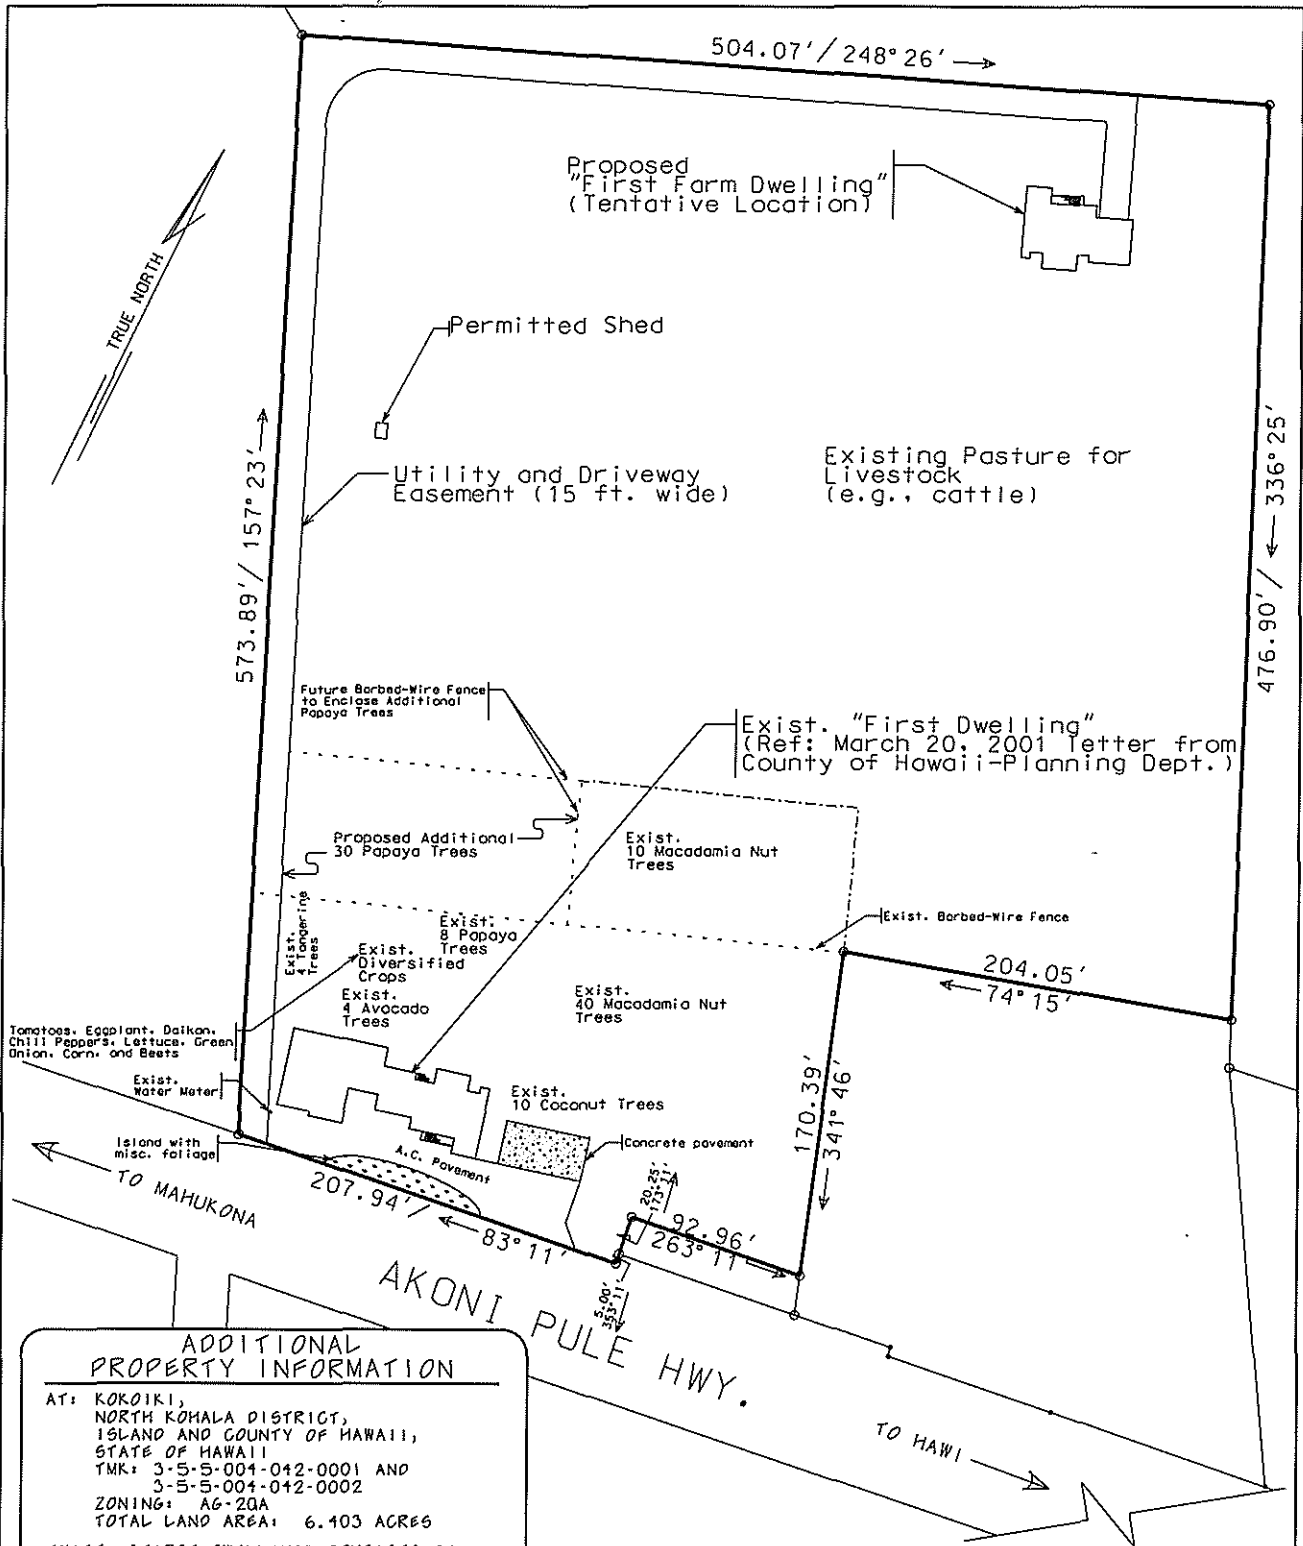 504.07'/248°26'
Proposed
"First Farm Dwelling"
(Tentative Location)
TRUE NORTH
Permitted Shed
Utility and Driveway
Easement (15 ft. wide)
Existing Pasture for
Livestock
(e.g., cattle)
573.89'/ 157°23'
476.90'/ 336°25'
Future Barbed-Wire Fence
to Enclose Additional
Papaya Trees
Exist. "First Dwelling"
(Ref: March 20, 2001 letter from
County of Hawaii-Planning Dept.)
Proposed Additional
30 Papaya Trees
Exist.
10 Macadamia Nut
Trees
Exist. Barbed-Wire Fence
Exist.
4 Tangerine
Trees
Exist.
8 Papaya
Trees
Exist.
Diversified
Crops
Exist.
4 Avocado
Trees
Exist.
40 Macadamia Nut
Trees
204.05'
74°15'
Tomatoes, Eggplant, Daikon,
Chili Peppers, Lettuce, Green
Onion, Corn, and Beets
Exist.
Water Meter
Exist.
10 Coconut Trees
170.39'
341°46'
Island with
misc. foliage
A.C. Pavement
Concrete pavement
TO MAHUKONA
207.94'/
83°11'
20.25'
173°11'
92.96'
263°11'
5.00'
353°11'
AKONI PULE HWY.
TO HAWI
ADDITIONAL
PROPERTY INFORMATION
AT: KOKOIKI,
NORTH KOHALA DISTRICT,
ISLAND AND COUNTY OF HAWAII,
STATE OF HAWAII
TMK: 3-5-5-004-042-0001 AND
3-5-5-004-042-0002
ZONING: AG-20A
TOTAL LAND AREA: 6.403 ACRES